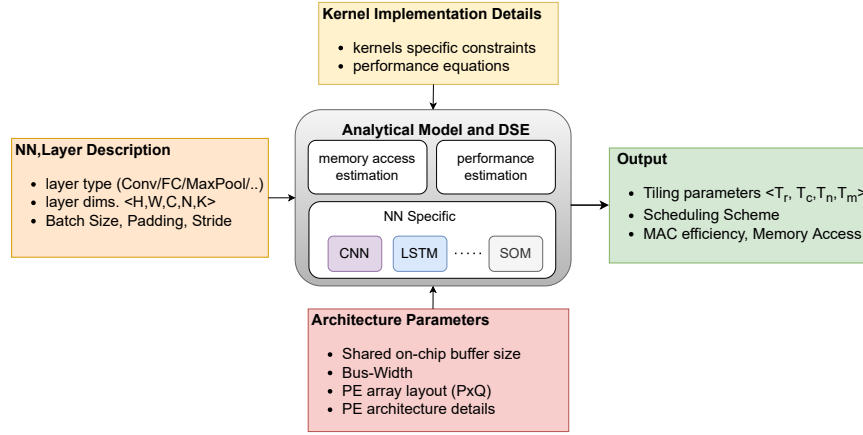 Kernel Implementation Details
• kernels specific constraints
• performance equations
Analytical Model and DSE
memory access
estimation
performance
estimation
NN Specific
CNN
LSTM
.....
SOM
NN,Layer Description
• layer type (Conv/FC/MaxPool/..)
• layer dims. <H,W,C,N,K>
• Batch Size, Padding, Stride
Output
• Tiling parameters <Tr, Tc,Tn,Tm>
• Scheduling Scheme
• MAC efficiency, Memory Access
Architecture Parameters
• Shared on-chip buffer size
• Bus-Width
• PE array layout (PxQ)
• PE architecture details